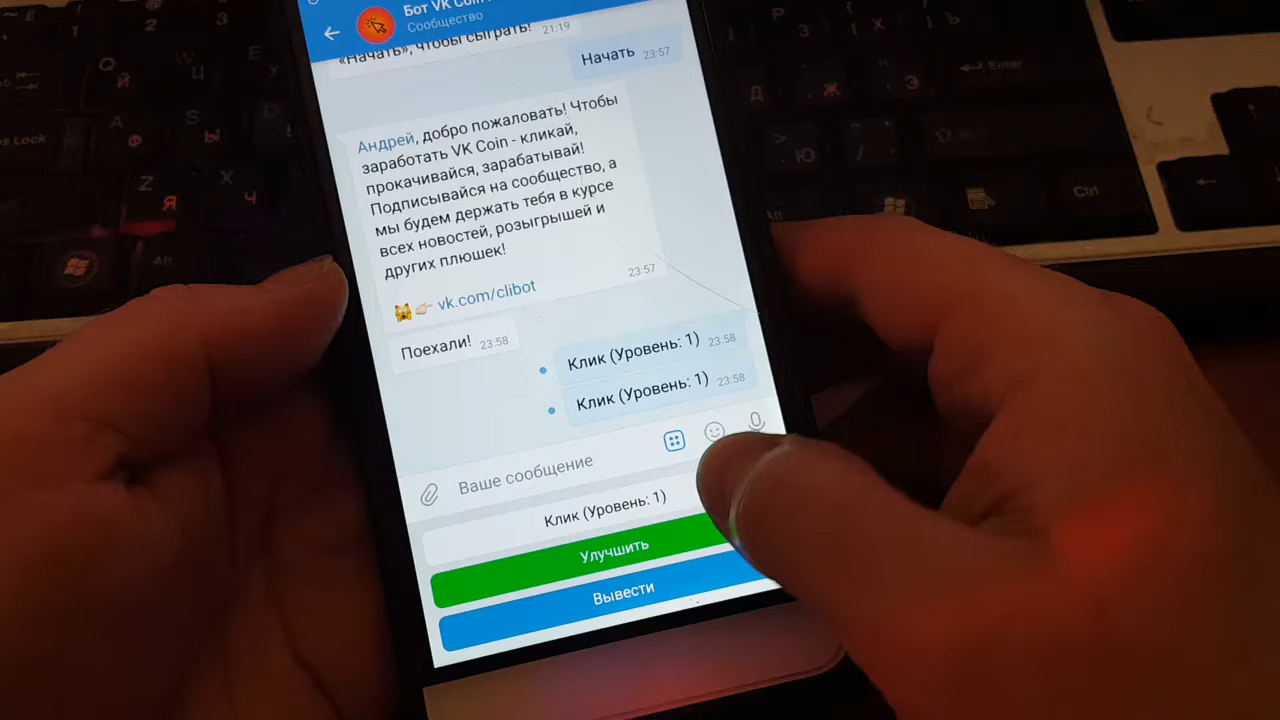 Бот VK Coin
Сообщество
«Начать», чтобы сыграть! 21:19
Начать 23:57
Андрей, добро пожаловать! Чтобы
заработать VK Coin - кликай,
прокачивайся, зарабатывай!
Подписывайся на сообщество, а
мы будем держать тебя в курсе
всех новостей, розыгрышей и
других плюшек!
23:57
vk.com/clibot
Поехали! 23:58
Клик (Уровень: 1) 23:58
Клик (Уровень: 1) 23:58
Ваше сообщение
Клик (Уровень: 1)
Улучшить
Вывести
Q Й
Ц
E У
A Ф
S Ы
Z Я
X Ч
Alt
P З
Ъ
Д
Ж
Э
Enter
Ю
Ctrl